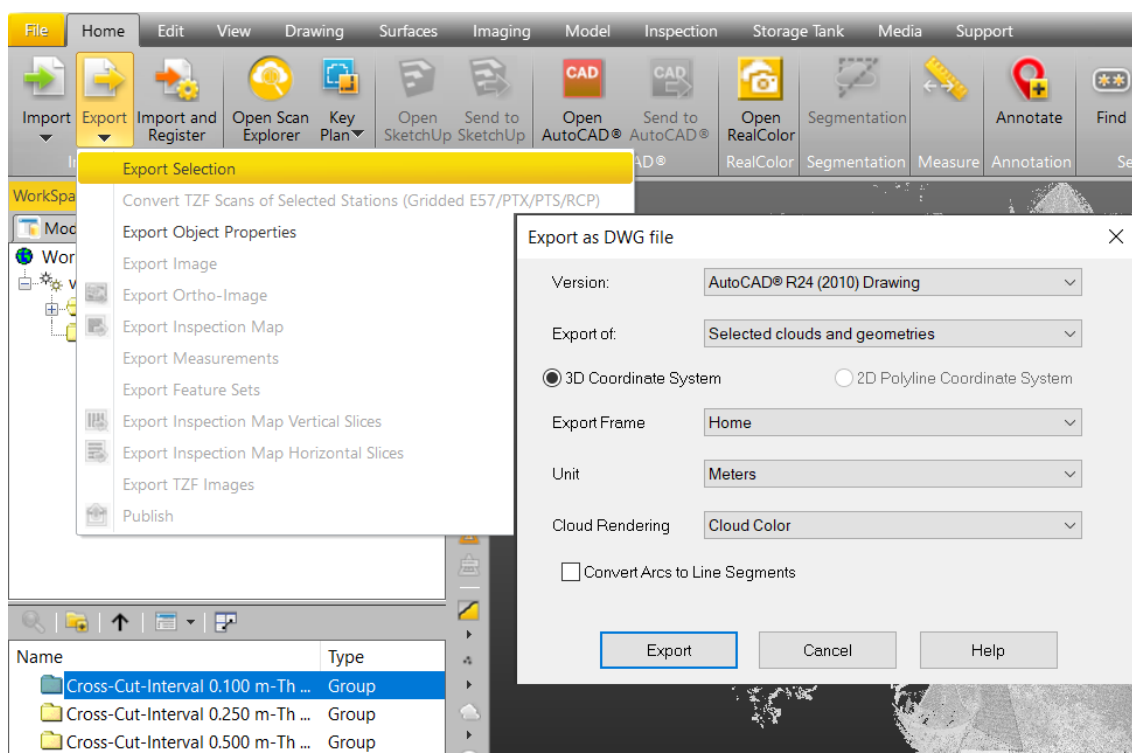 File Home Edit View Drawing Surfaces Imaging Model Inspection Storage Tank Media Support
CAD CAD
Import Export Import and Register Open Scan Explorer Key Plan Open SketchUp Send to SketchUp Open AutoCAD® Send to AutoCAD® Open RealColor Segmentation Annotate Find
AD® RealColor Segmentation Measure Annotation Se
Export Selection
Convert TZF Scans of Selected Stations (Gridded E57/PTX/PTS/RCP)
Export Object Properties
Export Image
Export Ortho-Image
Export Inspection Map
Export Measurements
Export Feature Sets
Export Inspection Map Vertical Slices
Export Inspection Map Horizontal Slices
Export TZF Images
Publish
WorkSpa
Mod
Wor
Export as DWG file
Version: AutoCAD® R24 (2010) Drawing
Export of: Selected clouds and geometries
3D Coordinate System 2D Polyline Coordinate System
Export Frame Home
Unit Meters
Cloud Rendering Cloud Color
Convert Arcs to Line Segments
Export Cancel Help
Name Type
Cross-Cut-Interval 0.100 m-Th ... Group
Cross-Cut-Interval 0.250 m-Th ... Group
Cross-Cut-Interval 0.500 m-Th ... Group